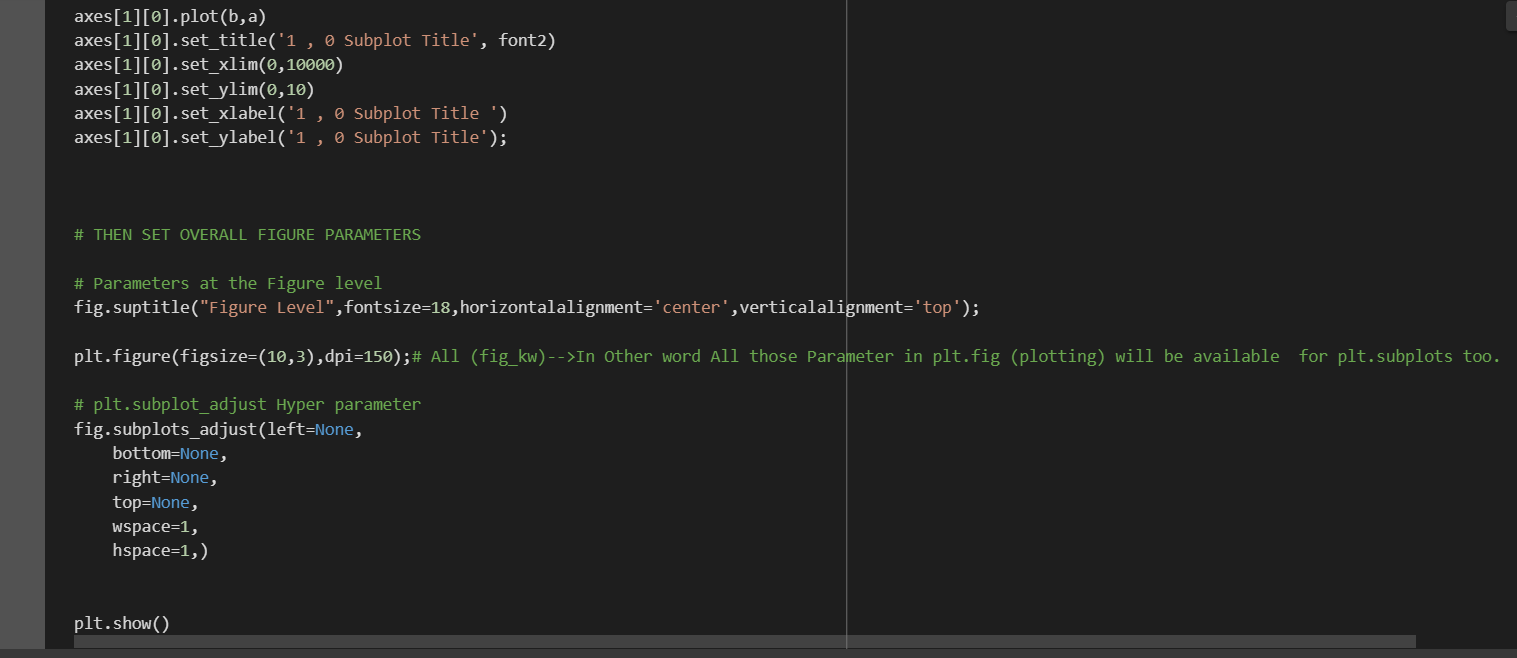 axes[1][0].plot(b,a)
axes[1][0].set_title('1 , 0 Subplot Title', font2)
axes[1][0].set_xlim(0,10000)
axes[1][0].set_ylim(0,10)
axes[1][0].set_xlabel('1 , 0 Subplot Title ')
axes[1][0].set_ylabel('1 , 0 Subplot Title');
# THEN SET OVERALL FIGURE PARAMETERS
# Parameters at the Figure level
fig.suptitle("Figure Level",fontsize=18,horizontalalignment='center',verticalalignment='top');
plt.figure(figsize=(10,3),dpi=150);# All (fig_kw)-->In Other word All those Parameter in plt.fig (plotting) will be available  for plt.subplots too.
# plt.subplot_adjust Hyper parameter
fig.subplots_adjust(left=None,
    bottom=None,
    right=None,
    top=None,
    wspace=1,
    hspace=1,)
plt.show()